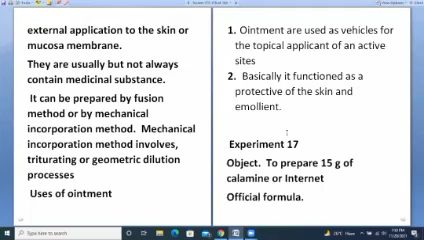 external application to the skin or
mucosa membrane.
They are usually but not always
contain medicinal substance.
It can be prepared by fusion
method or by mechanical
incorporation method. Mechanical
incorporation method involves,
triturating or geometric dilution
processes
Uses of ointment
1. Ointment are used as vehicles for
the topical applicant of an active
sites
2. Basically it functioned as a
protective of the skin and
emollient.
Experiment 17
Object. To prepare 15 g of
calamine or Internet
Official formula.
Type here to search